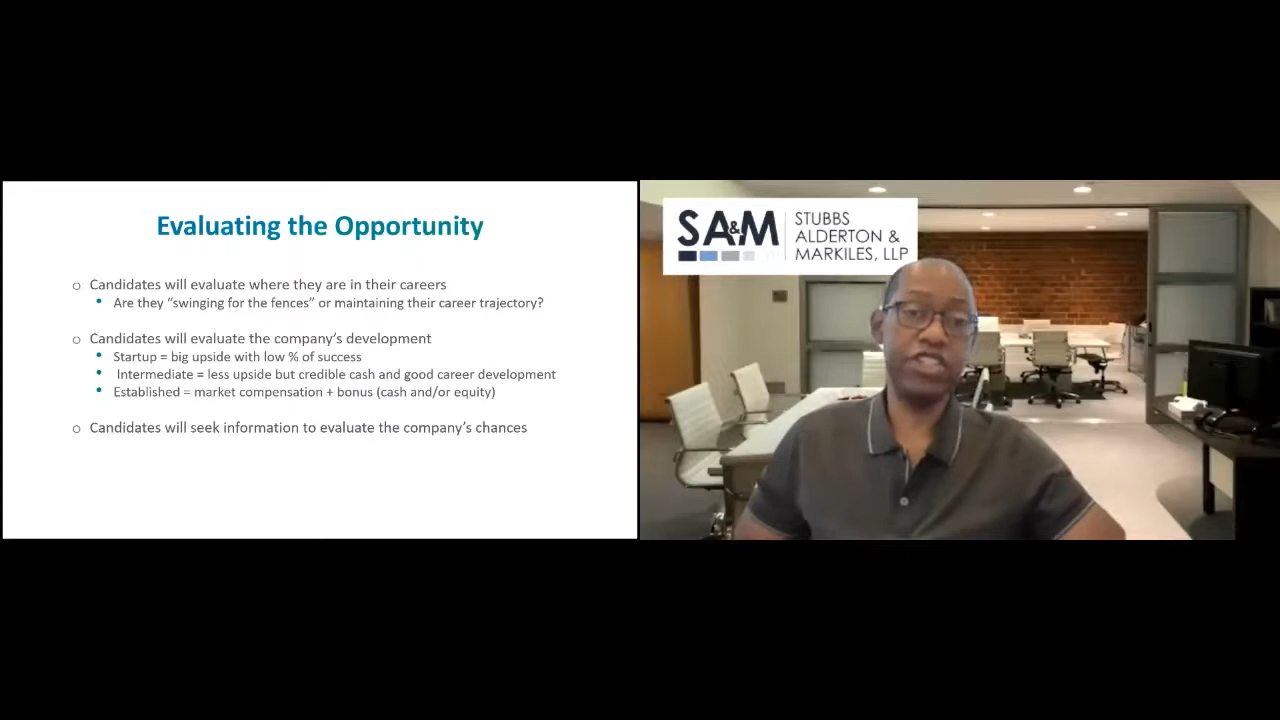 Evaluating the Opportunity
o Candidates will evaluate where they are in their careers
• Are they “swinging for the fences” or maintaining their career trajectory?
o Candidates will evaluate the company’s development
• Startup = big upside with low % of success
• Intermediate = less upside but credible cash and good career development
• Established = market compensation + bonus (cash and/or equity)
o Candidates will seek information to evaluate the company’s chances
SA&M
STUBBS
ALDERTON &
MARKILES, LLP